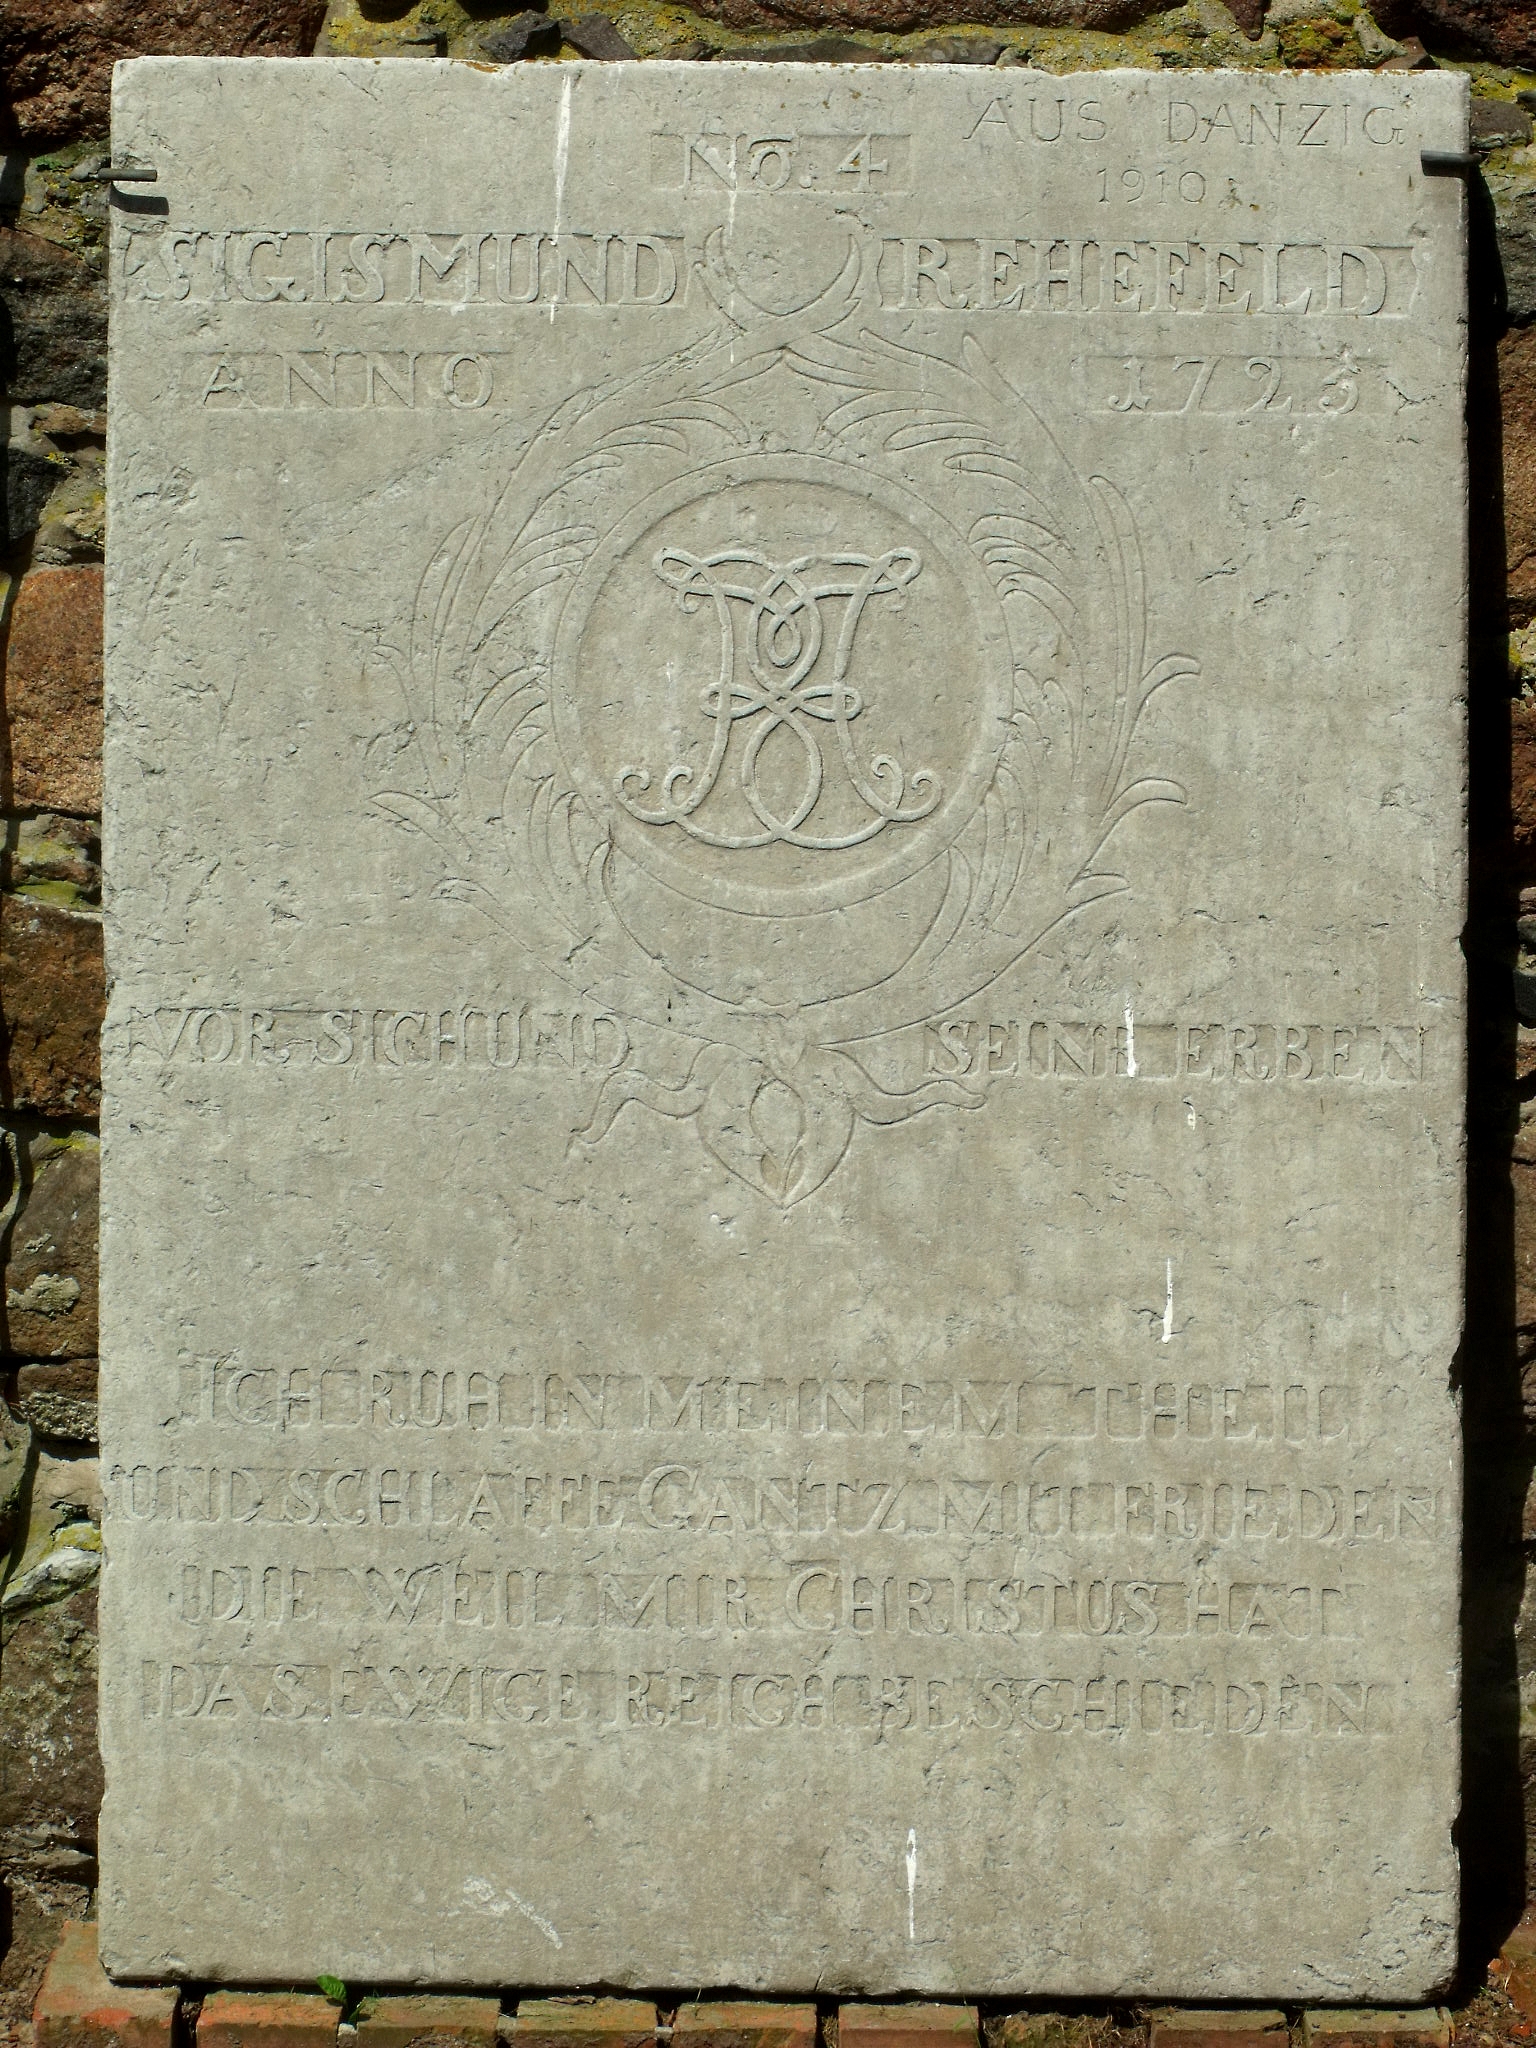 AUS DANZIG
No. 4
1910
SIGISMUND REHEFELD
ANNO 1723
VOR SICH UND SEINE ERBEN
ICH RUH IN MEINEM THEIL
UND SCHLAFFE GANTZ MIT FRIEDEN
DIE WEIL MIR CHRISTUS HAT
DAS EWIGE REICH BESCHIEDEN